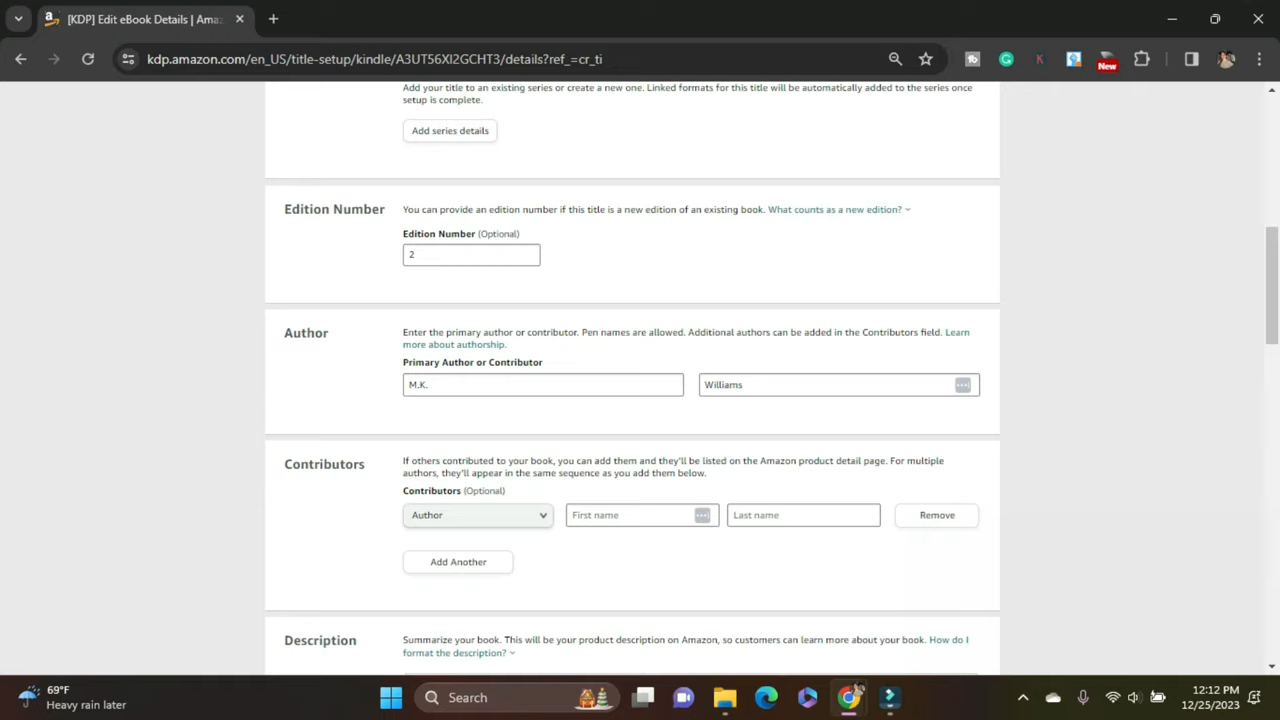 [KDP] Edit eBook Details | Ama
kdp.amazon.com/en_US/title-setup/kindle/A3UT56XI2GCHT3/details?ref_=cr_ti
New
Add your title to an existing series or create a new one. Linked formats for this title will be automatically added to the series once
setup is complete.
Add series details
Edition Number
You can provide an edition number if this title is a new edition of an existing book. What counts as a new edition?
Edition Number (Optional)
2
Author
Enter the primary author or contributor. Pen names are allowed. Additional authors can be added in the Contributors field. Learn
more about authorship.
Primary Author or Contributor
M.K.
Williams
Contributors
If others contributed to your book, you can add them and they'll be listed on the Amazon product detail page. For multiple
authors, they'll appear in the same sequence as you add them below.
Contributors (Optional)
Author
First name
Last name
Remove
Add Another
Description
Summarize your book. This will be your product description on Amazon, so customers can learn more about your book. How do I
format the description?
69°F
Heavy rain later
Search
12:12 PM
12/25/2023